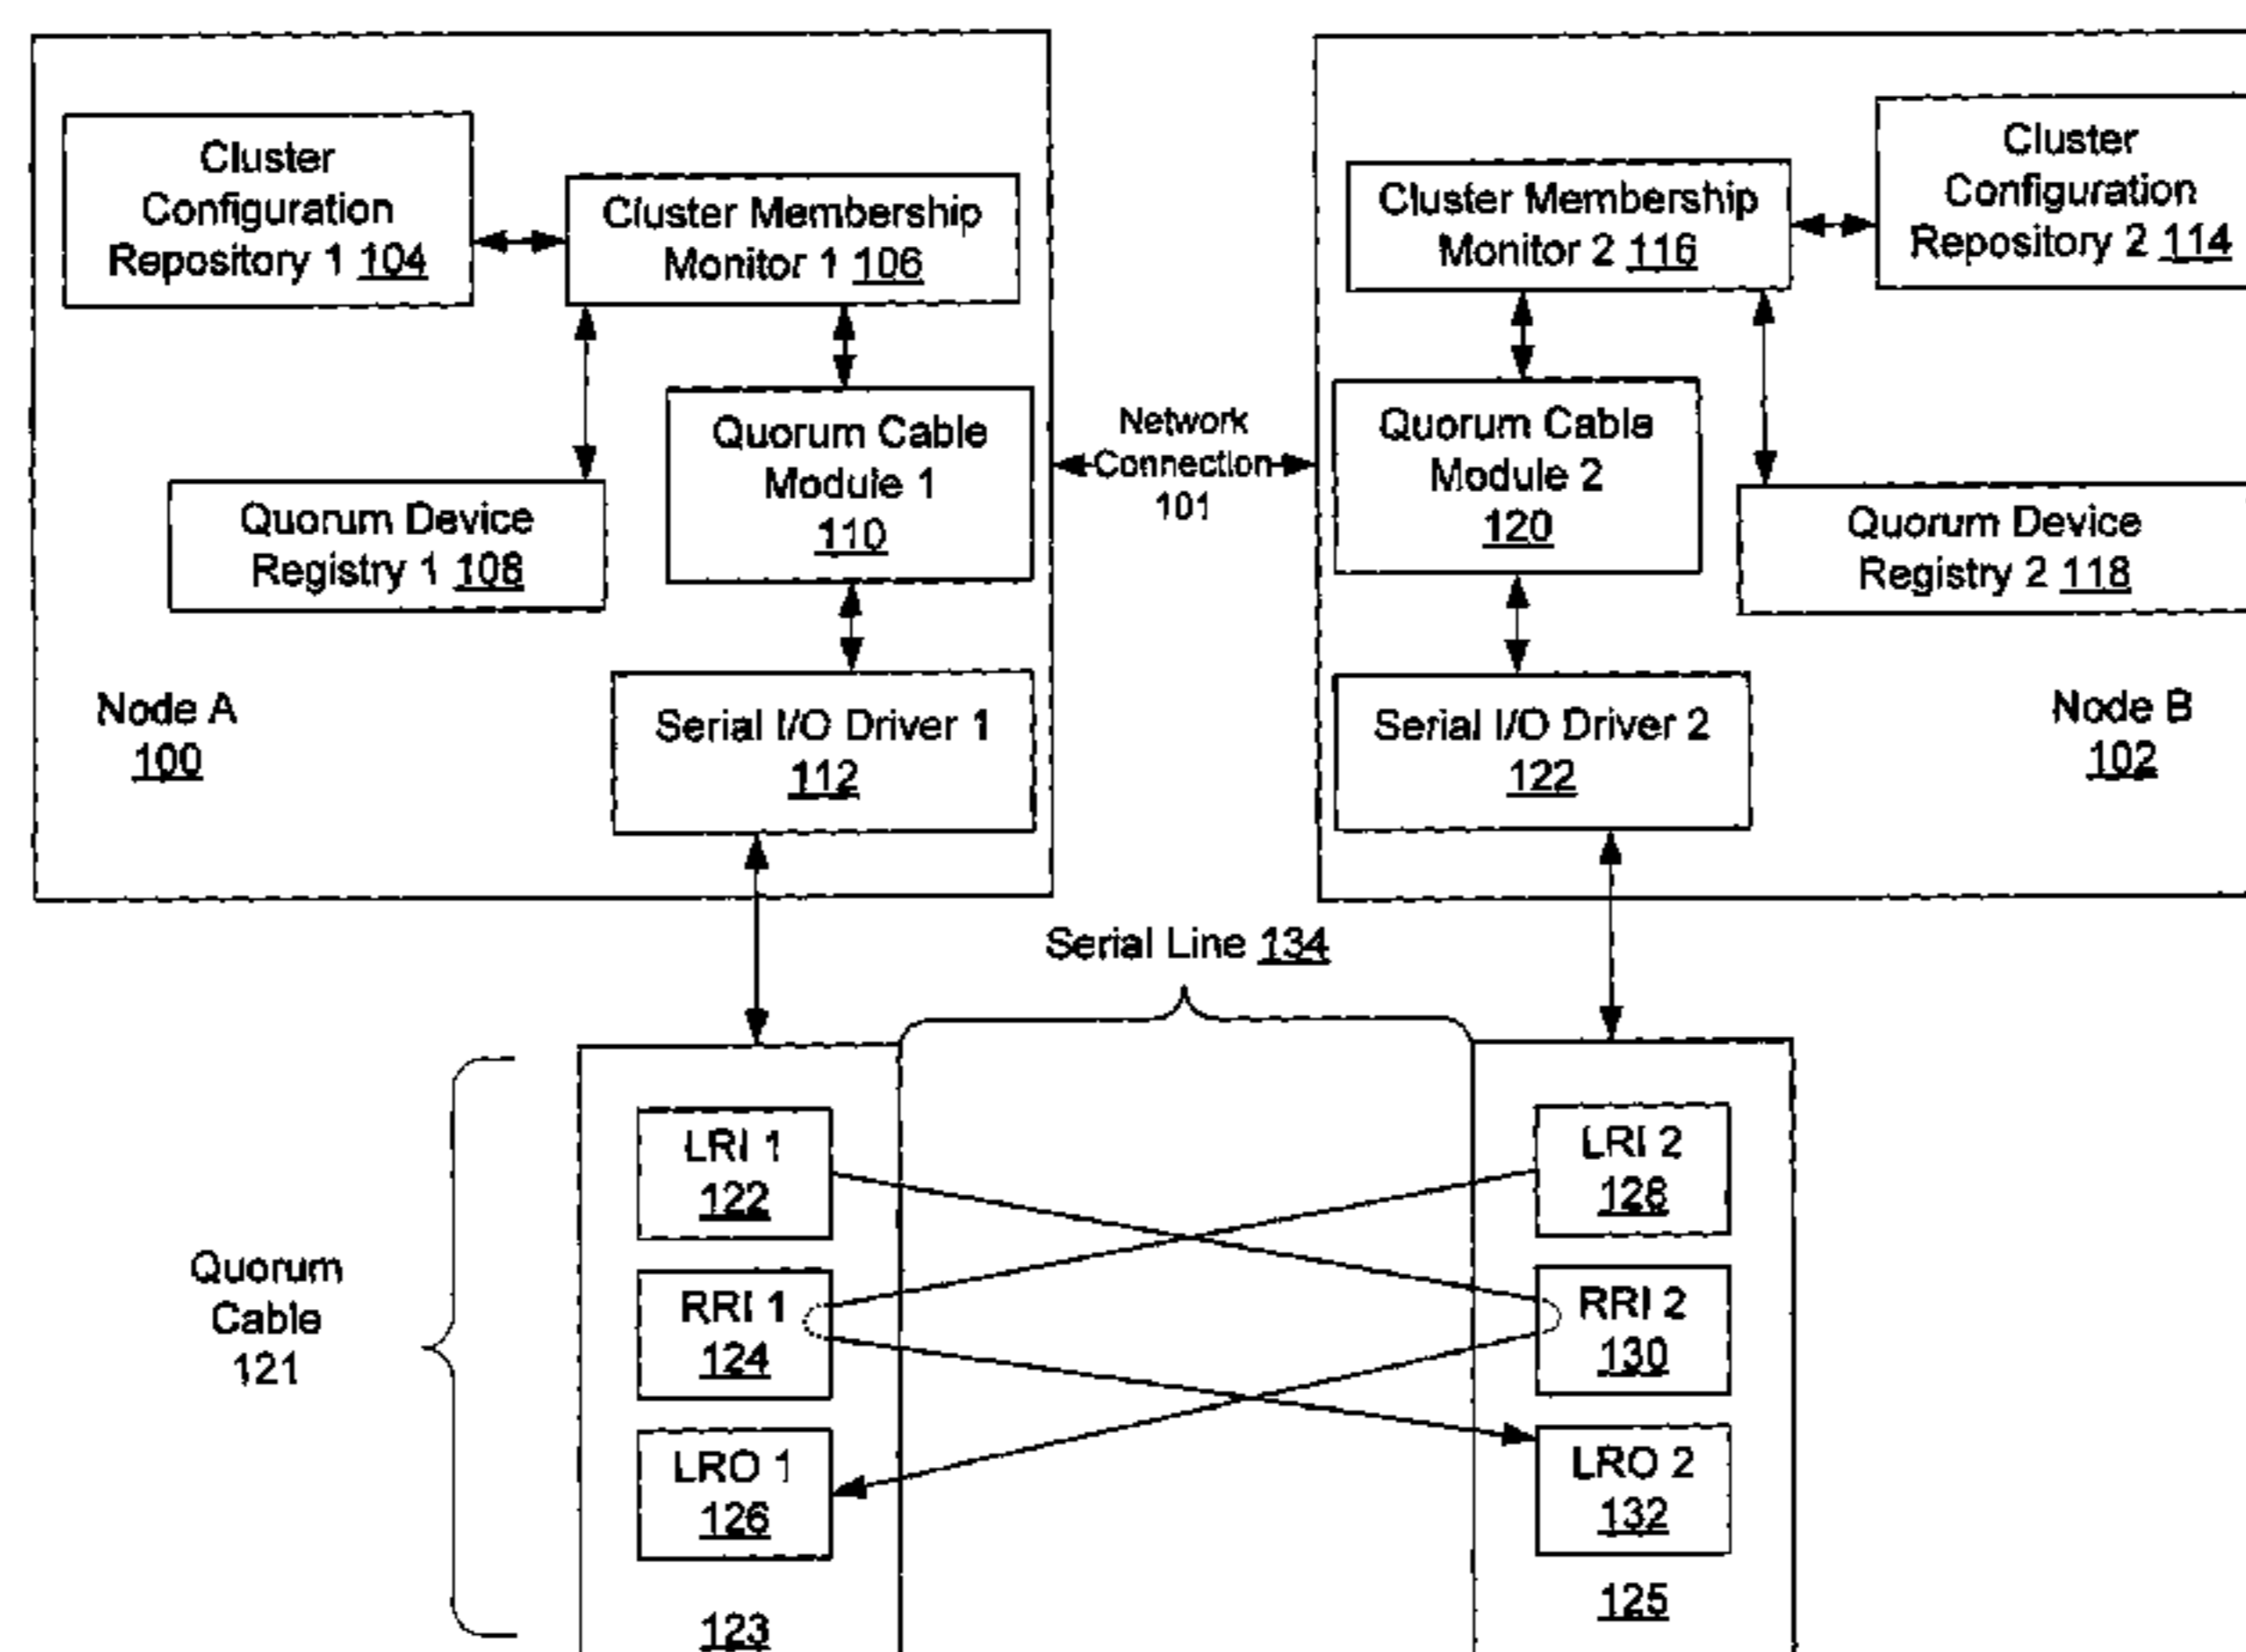 Cluster
Configuration
Repository 1 104
Cluster Membership
Monitor 1 106
Quorum Device
Registry 1 108
Quorum Cable
Module 1
110
Serial I/O Driver 1
112
Node A
100
Network
Connection
101
Cluster Membership
Monitor 2 116
Cluster
Configuration
Repository 2 114
Quorum Cable
Module 2
120
Quorum Device
Registry 2 118
Serial I/O Driver 2
122
Node B
102
Serial Line 134
Quorum
Cable
121
LRI 1
122
RRI 1
124
LRO 1
126
123
LRI 2
128
RRI 2
130
LRO 2
132
125